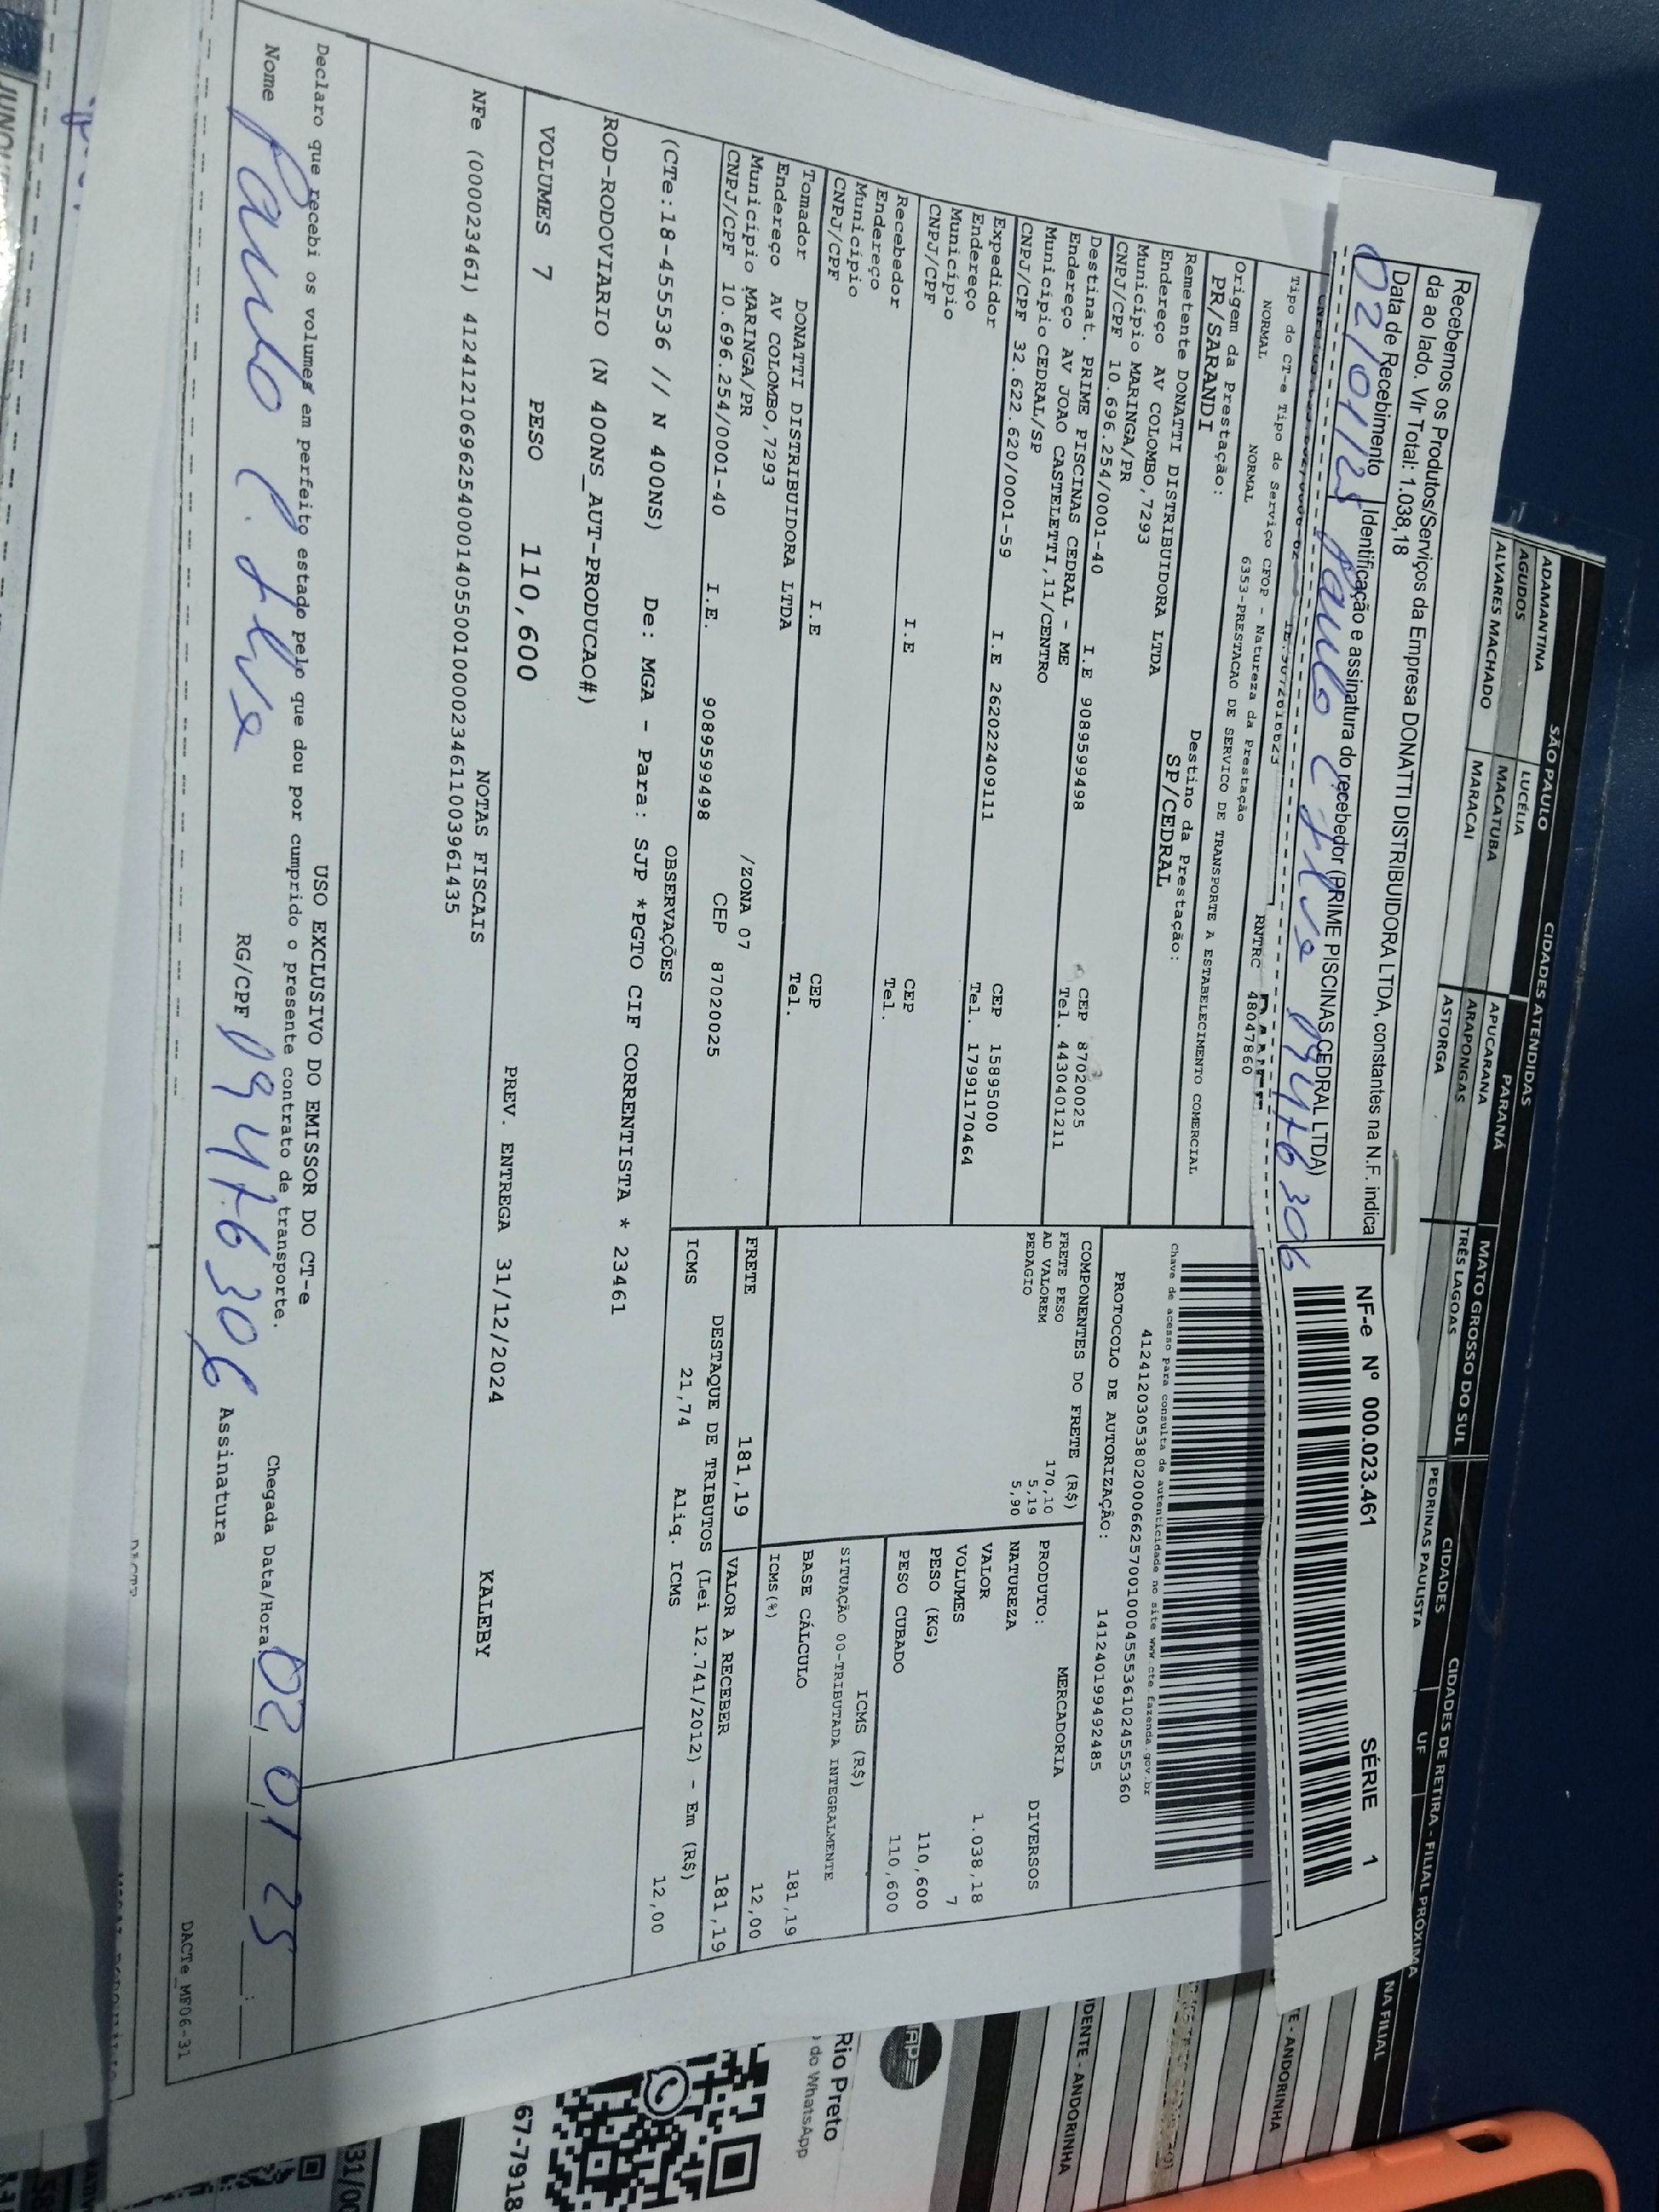 Recebemos os Produtos/Serviços da Empresa DONATTI DISTRIBUIDORA LTDA, constantes na N.F. indica
da ao lado. Vlr Total: 1.038,18
Data de Recebimento
Identificação e assinatura do recebedor (PRIME PISCINAS CEDRAL LTDA)
02/01/25 Paulo C. Silva
NF-e Nº 000.023.461 SÉRIE 1
Tipo do CT-e Tipo do Serviço CFOP - Natureza da Prestação RNTRC 48047860
NORMAL NORMAL 6353-PRESTACAO DE SERVICO DE TRANSPORTE A ESTABELECIMENTO COMERCIAL
Origem da Prestação: Destino da Prestação:
PR/SARANDI SP/CEDRAL
Remetente DONATTI DISTRIBUIDORA LTDA
Endereço AV COLOMBO,7293 CEP 87020025
Município MARINGA/PR Tel. 4430401211
CNPJ/CPF 10.696.254/0001-40 I.E 9089599498
Destinat. PRIME PISCINAS CEDRAL - ME
Endereço AV JOAO CASTELETTI,11/CENTRO CEP 15895000
Município CEDRAL/SP Tel. 17991170464
CNPJ/CPF 32.622.620/0001-59 I.E 262022409111
Expedidor
Endereço CEP
Município Tel.
CNPJ/CPF I.E
Recebedor
Endereço CEP
Município Tel.
CNPJ/CPF I.E
Tomador DONATTI DISTRIBUIDORA LTDA
Endereço AV COLOMBO,7293 /ZONA 07
Município MARINGA/PR CEP 87020025
CNPJ/CPF 10.696.254/0001-40 I.E. 9089599498
Chave de acesso para consulta de autenticidade no site www.cte.fazenda.gov.br
41241203053802000662570010004555361024555360
PROTOCOLO DE AUTORIZAÇÃO: 141240199492485
COMPONENTES DO FRETE (R$)
FRETE PESO 170,10
AD VALOREM 5,19
PEDAGIO 5,90
FRETE 181,19
MERCADORIA
PRODUTO: DIVERSOS
NATUREZA
VALOR 1.038,18
VOLUMES 7
PESO (KG) 110,600
PESO CUBADO 110,600
ICMS (R$)
SITUAÇÃO 00-TRIBUTADA INTEGRALMENTE
BASE CÁLCULO 181,19
ICMS(%) 12,00
VALOR A RECEBER 181,19
DESTAQUE DE TRIBUTOS (Lei 12.741/2012) - Em (R$)
ICMS 21,74 Aliq. ICMS 12,00
OBSERVAÇÕES
(CTe:18-455536 // N 400NS) De: MGA - Para: SJP *PGTO CIF CORRENTISTA * 23461
ROD-RODOVIARIO (N 400NS_AUT-PRODUCAO#)
VOLUMES 7 PESO 110,600 PREV. ENTREGA 31/12/2024 KALEBY
NOTAS FISCAIS
NFe (000023461) 41241210696254000140550010000234611003961435
USO EXCLUSIVO DO EMISSOR DO CT-e
Declaro que recebi os volumes em perfeito estado pelo que dou por cumprido o presente contrato de transporte.
Chegada Data/Hora: 02/01/25
Nome Paulo C. Silva RG/CPF Assinatura
DACTe_MF06-31
SÃO PAULO CIDADES ATENDIDAS PARANÁ MATO GROSSO DO SUL
ADAMANTINA LUCÉLIA APUCARANA TRÊS LAGOAS
AGUDOS MACATUBA ARAPONGAS
ALVARES MACHADO MARACAI ASTORGA
CIDADES DE RETIRA - FILIAL PRÓXIMA
CIDADES UF NA FILIAL
PEDRINAS PAULISTA
E - ANDORINHA
IDENTE - ANDORINHA
Rio Preto
do WhatsApp
67-7918